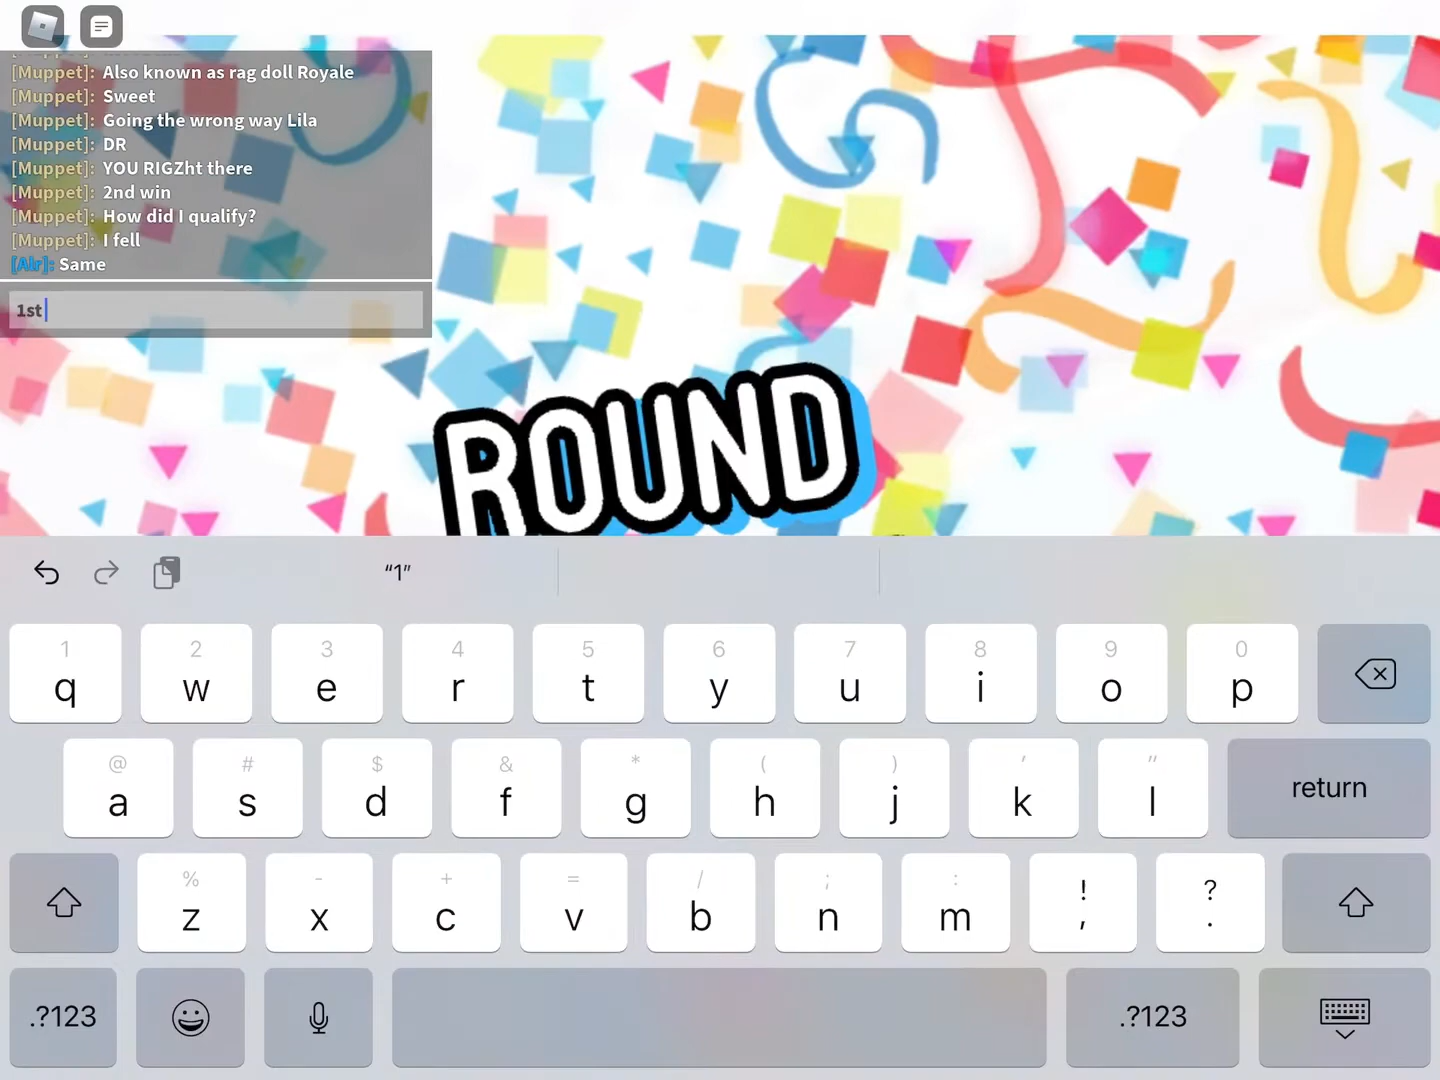 [Muppet]: Also known as rag doll Royale
[Muppet]: Sweet
[Muppet]: Going the wrong way Lila
[Muppet]: DR
[Muppet]: YOU RIGZht there
[Muppet]: 2nd win
[Muppet]: How did I qualify?
[Muppet]: I fell
[Alr]: Same
1st
ROUND
“1”
1 2 3 4 5 6 7 8 9 0
q w e r t y u i o p
@ # $ & * ( ) ' "
a s d f g h j k l return
% - + = / ; : ! ?
z x c v b n m , .
.?123 .?123